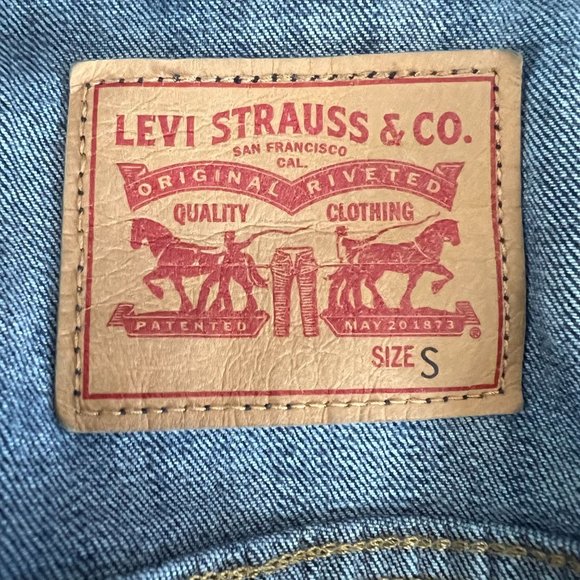 LEVI STRAUSS & CO.
SAN FRANCISCO
CAL.
ORIGINAL RIVETED
QUALITY CLOTHING
PATENTED MAY 20 1873 ®
SIZE S